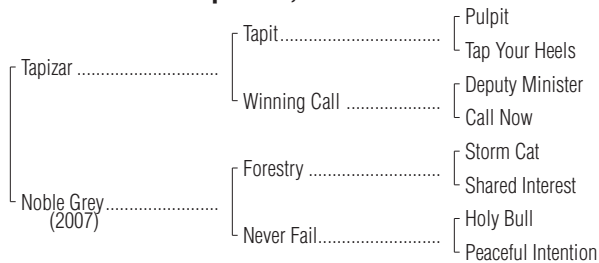 Pulpit
Tapit
Tap Your Heels
Tapizar
Deputy Minister
Winning Call
Call Now
Storm Cat
Forestry
Shared Interest
Noble Grey
(2007)
Holy Bull
Never Fail
Peaceful Intention